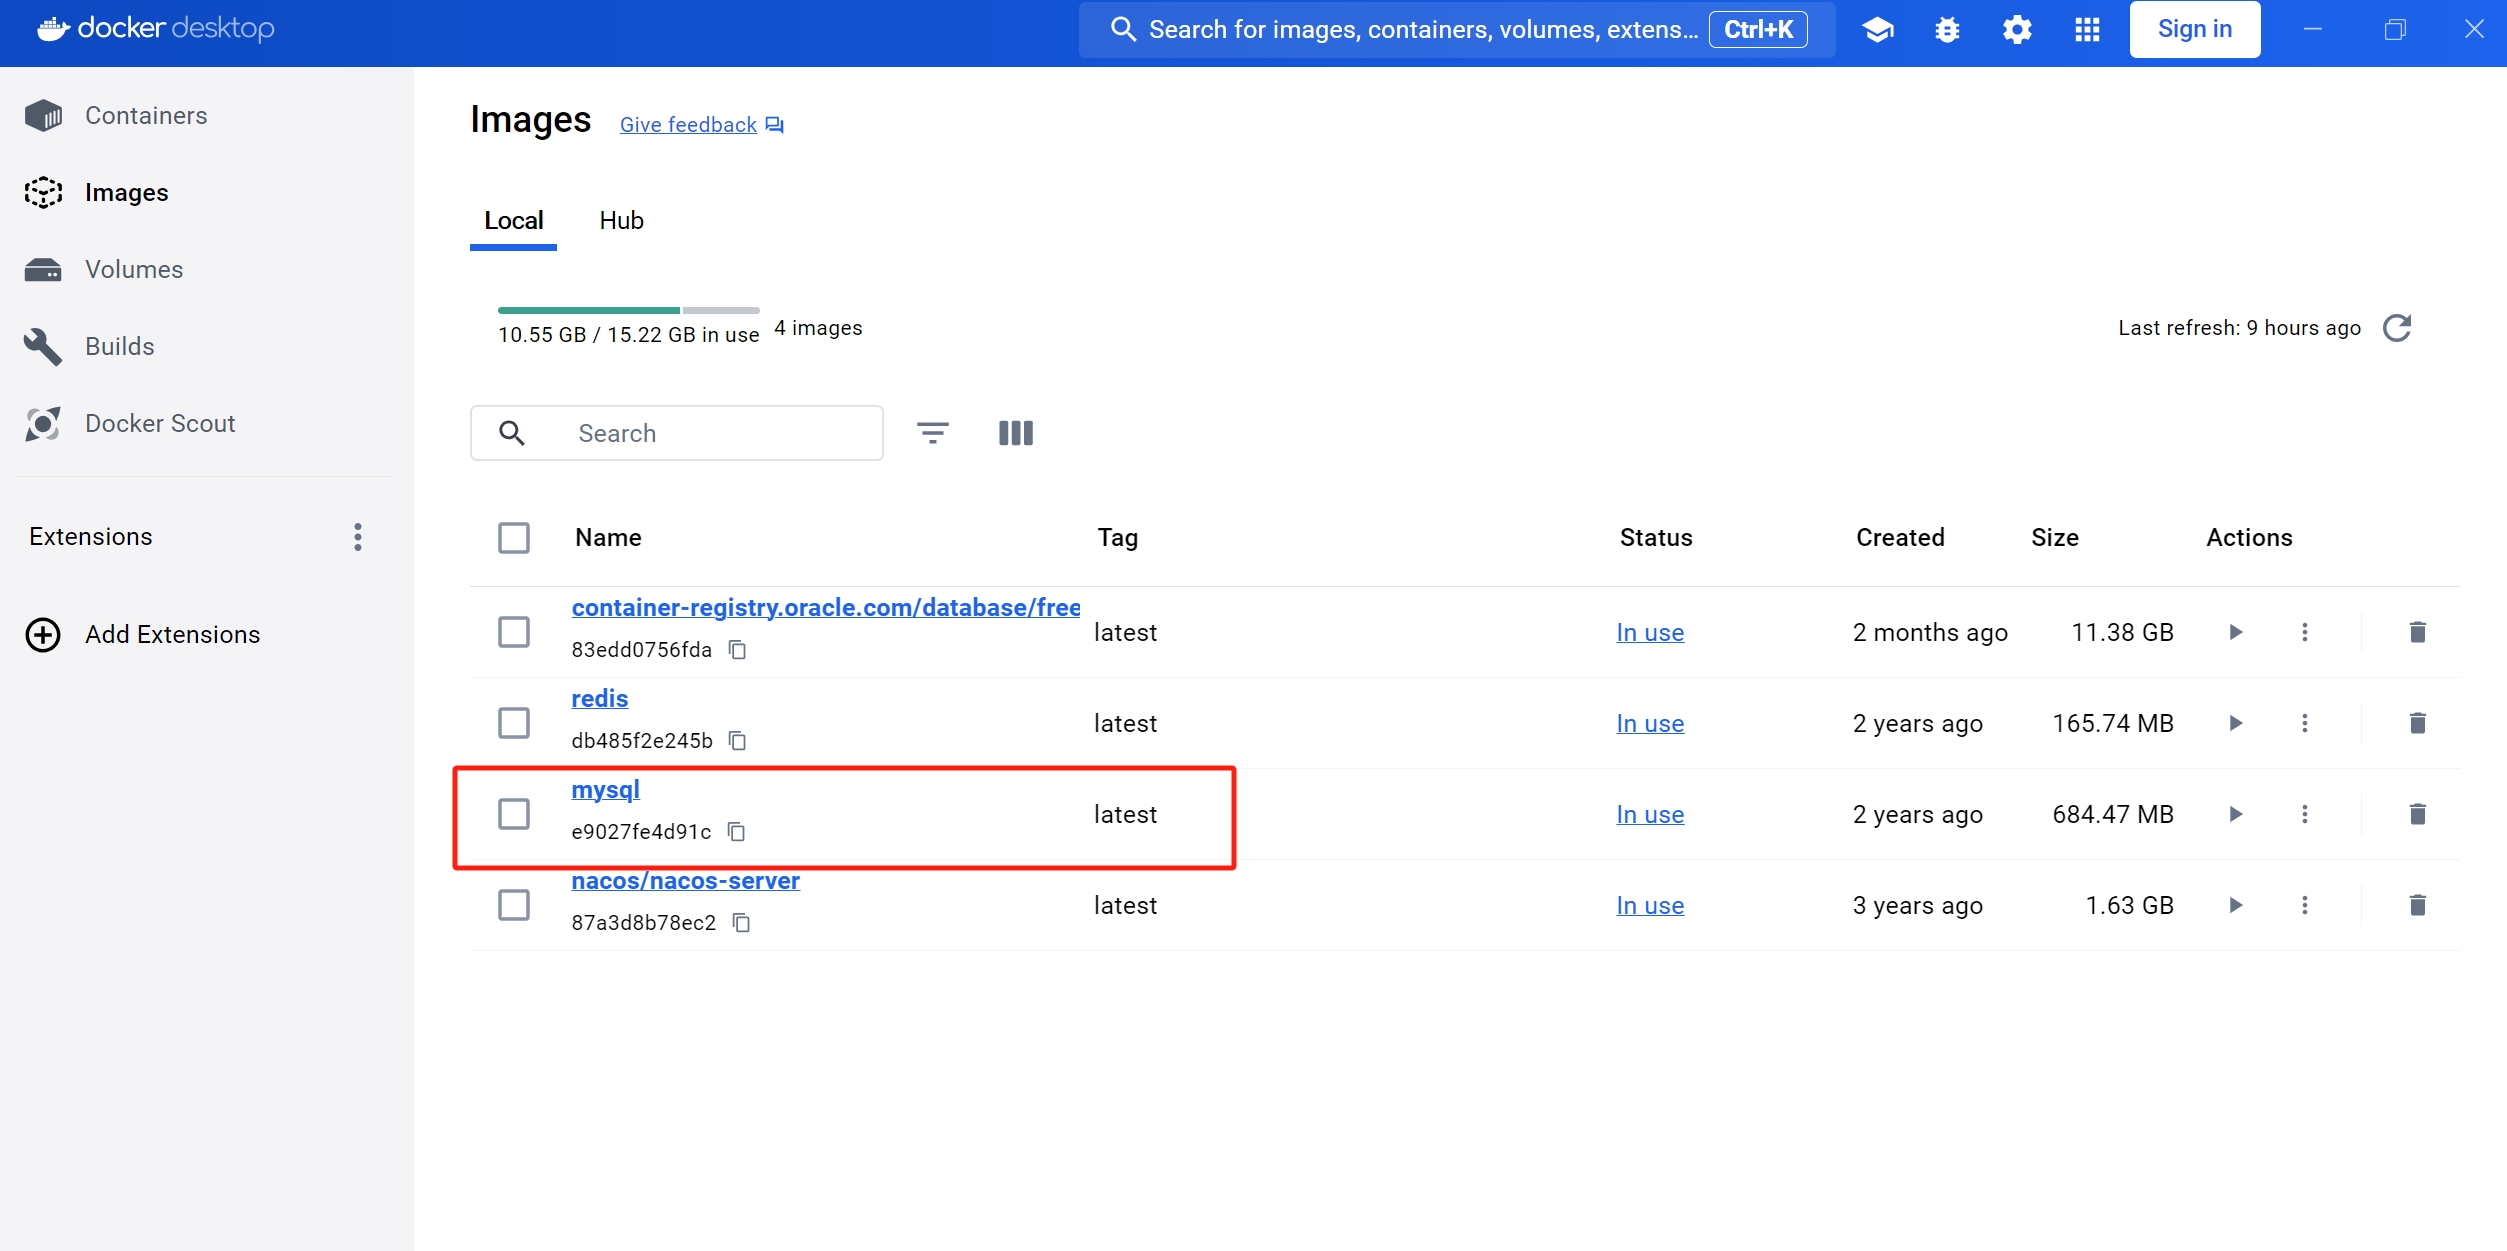 docker desktop
Search for images, containers, volumes, extens...
Ctrl+K
Sign in
Containers
Images
Volumes
Builds
Docker Scout
Extensions
Add Extensions
Images
Give feedback
Local
Hub
10.55 GB / 15.22 GB in use
4 images
Last refresh: 9 hours ago
Search
Name Tag Status Created Size Actions
container-registry.oracle.com/database/free
83edd0756fda
latest In use 2 months ago 11.38 GB
redis
db485f2e245b
latest In use 2 years ago 165.74 MB
mysql
e9027fe4d91c
latest In use 2 years ago 684.47 MB
nacos/nacos-server
87a3d8b78ec2
latest In use 3 years ago 1.63 GB